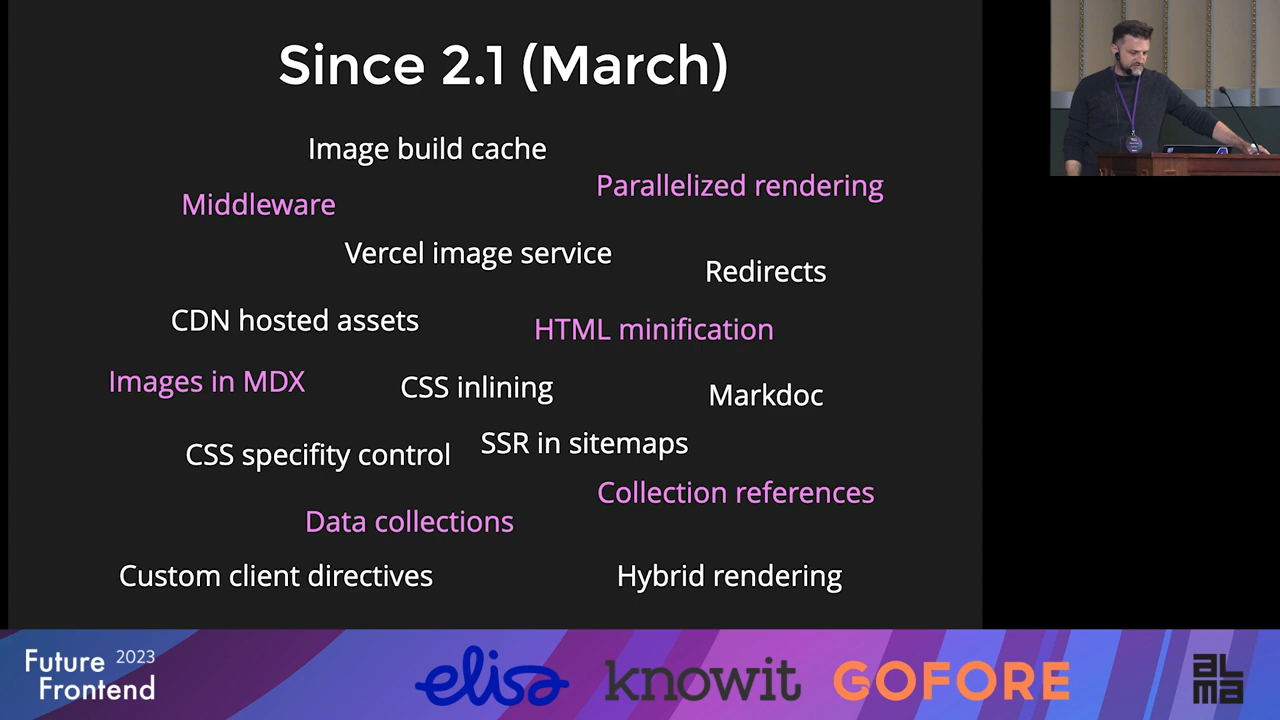 Since 2.1 (March)
Image build cache
Parallelized rendering
Middleware
Vercel image service
Redirects
CDN hosted assets
HTML minification
Images in MDX
CSS inlining
Markdoc
CSS specifity control
SSR in sitemaps
Collection references
Data collections
Custom client directives
Hybrid rendering
Future 2023
Frontend
elisa
knowit
GOFORE
aL
ma